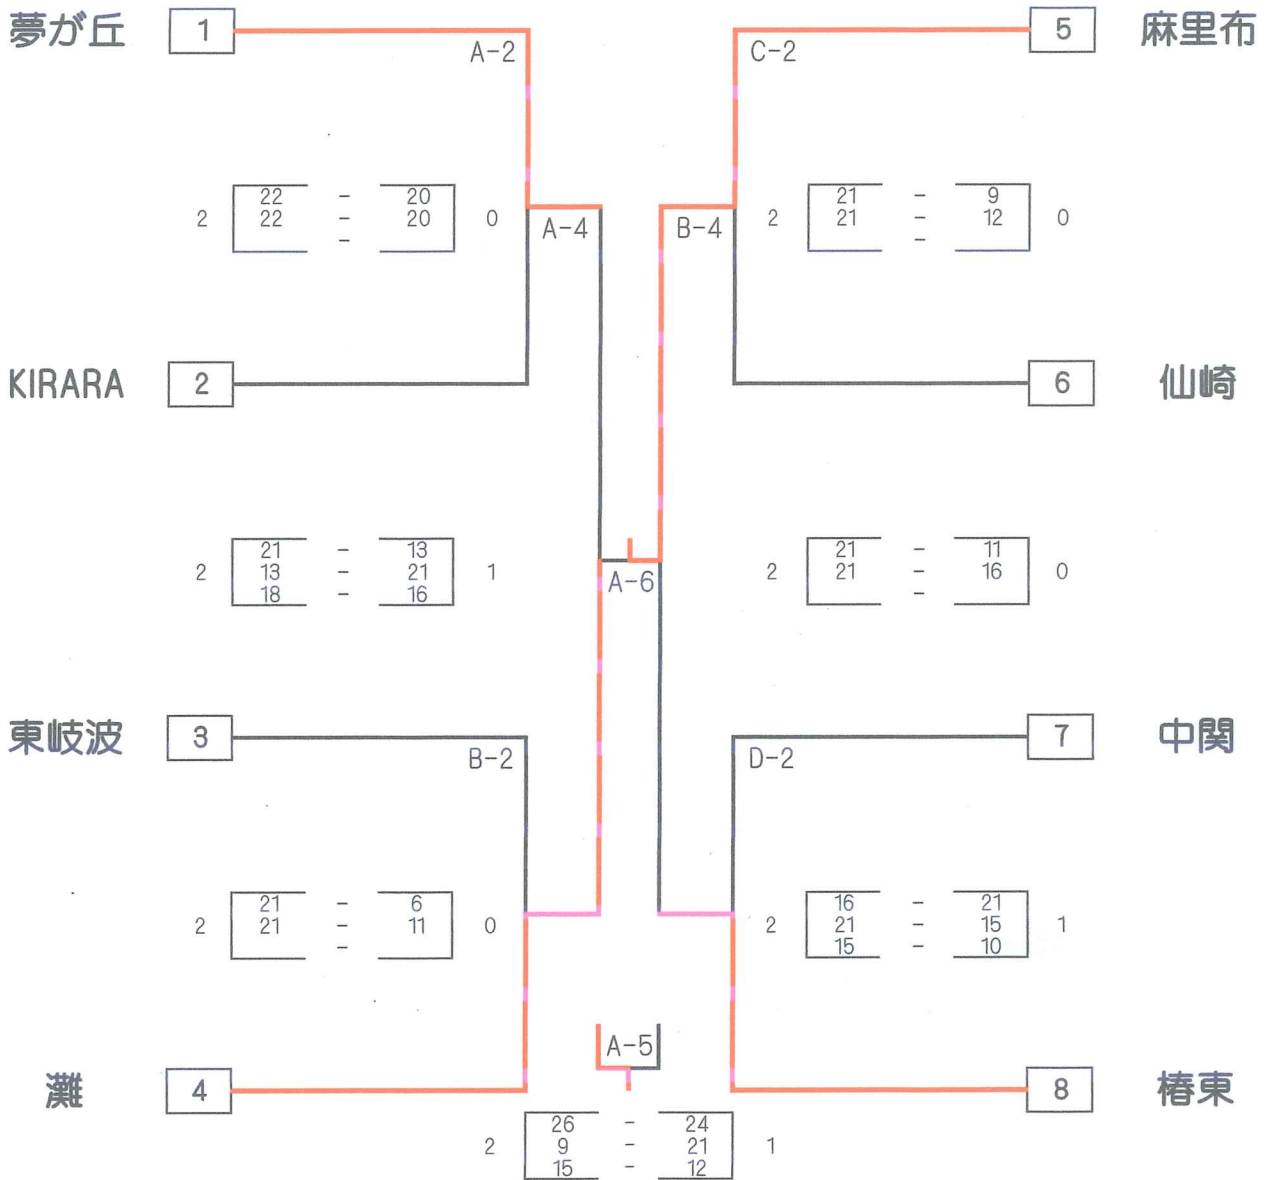 夢が丘 1 A-2 C-2 5 麻里布
22 - 20 21 - 9
2 22 - 20 0 A-4 B-4 2 21 - 12 0
- -
KIRARA 2 6 仙崎
21 - 13 21 - 11
2 13 - 21 1 A-6 2 21 - 16 0
18 - 16 -
東岐波 3 B-2 D-2 7 中関
21 - 6 16 - 21
2 21 - 11 0 2 21 - 15 1
- 15 - 10
A-5
灘 4 8 椿東
26 - 24
2 9 - 21 1
15 - 12